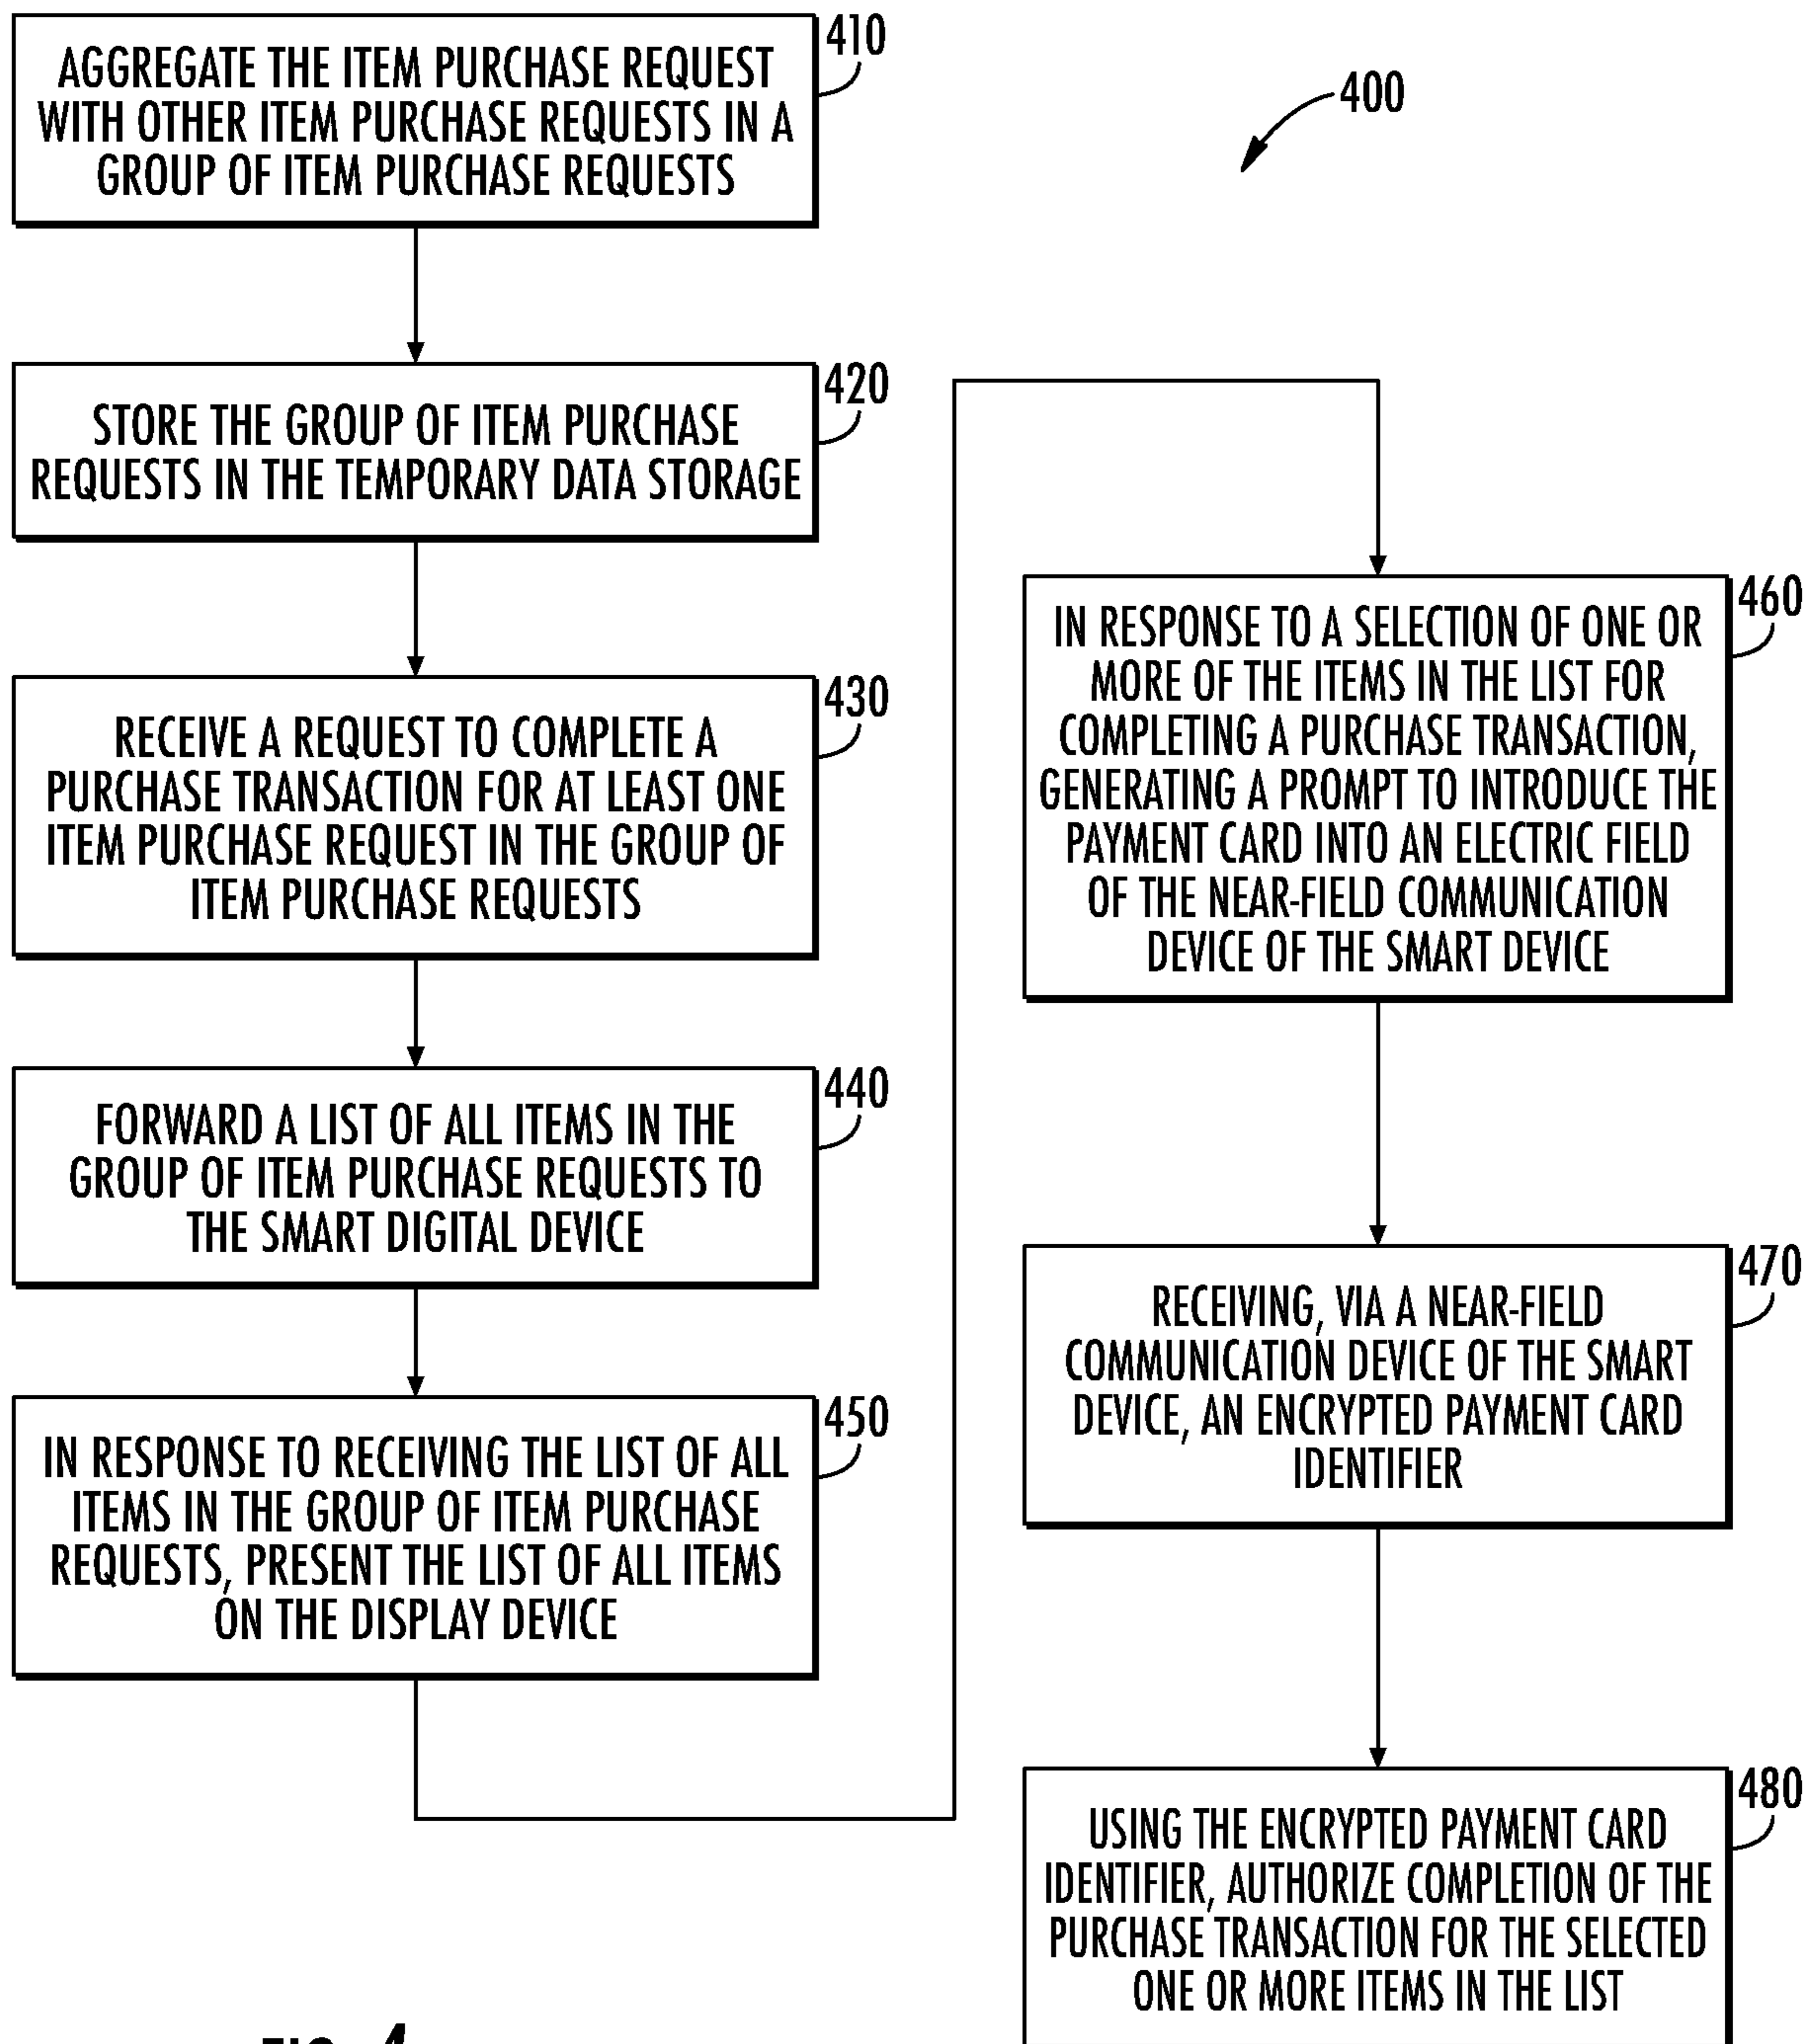 410
AGGREGATE THE ITEM PURCHASE REQUEST
WITH OTHER ITEM PURCHASE REQUESTS IN A
GROUP OF ITEM PURCHASE REQUESTS
400
420
STORE THE GROUP OF ITEM PURCHASE
REQUESTS IN THE TEMPORARY DATA STORAGE
430
RECEIVE A REQUEST TO COMPLETE A
PURCHASE TRANSACTION FOR AT LEAST ONE
ITEM PURCHASE REQUEST IN THE GROUP OF
ITEM PURCHASE REQUESTS
440
FORWARD A LIST OF ALL ITEMS IN THE
GROUP OF ITEM PURCHASE REQUESTS TO
THE SMART DIGITAL DEVICE
450
IN RESPONSE TO RECEIVING THE LIST OF ALL
ITEMS IN THE GROUP OF ITEM PURCHASE
REQUESTS, PRESENT THE LIST OF ALL ITEMS
ON THE DISPLAY DEVICE
460
IN RESPONSE TO A SELECTION OF ONE OR
MORE OF THE ITEMS IN THE LIST FOR
COMPLETING A PURCHASE TRANSACTION,
GENERATING A PROMPT TO INTRODUCE THE
PAYMENT CARD INTO AN ELECTRIC FIELD
OF THE NEAR-FIELD COMMUNICATION
DEVICE OF THE SMART DEVICE
470
RECEIVING, VIA A NEAR-FIELD
COMMUNICATION DEVICE OF THE SMART
DEVICE, AN ENCRYPTED PAYMENT CARD
IDENTIFIER
480
USING THE ENCRYPTED PAYMENT CARD
IDENTIFIER, AUTHORIZE COMPLETION OF THE
PURCHASE TRANSACTION FOR THE SELECTED
ONE OR MORE ITEMS IN THE LIST